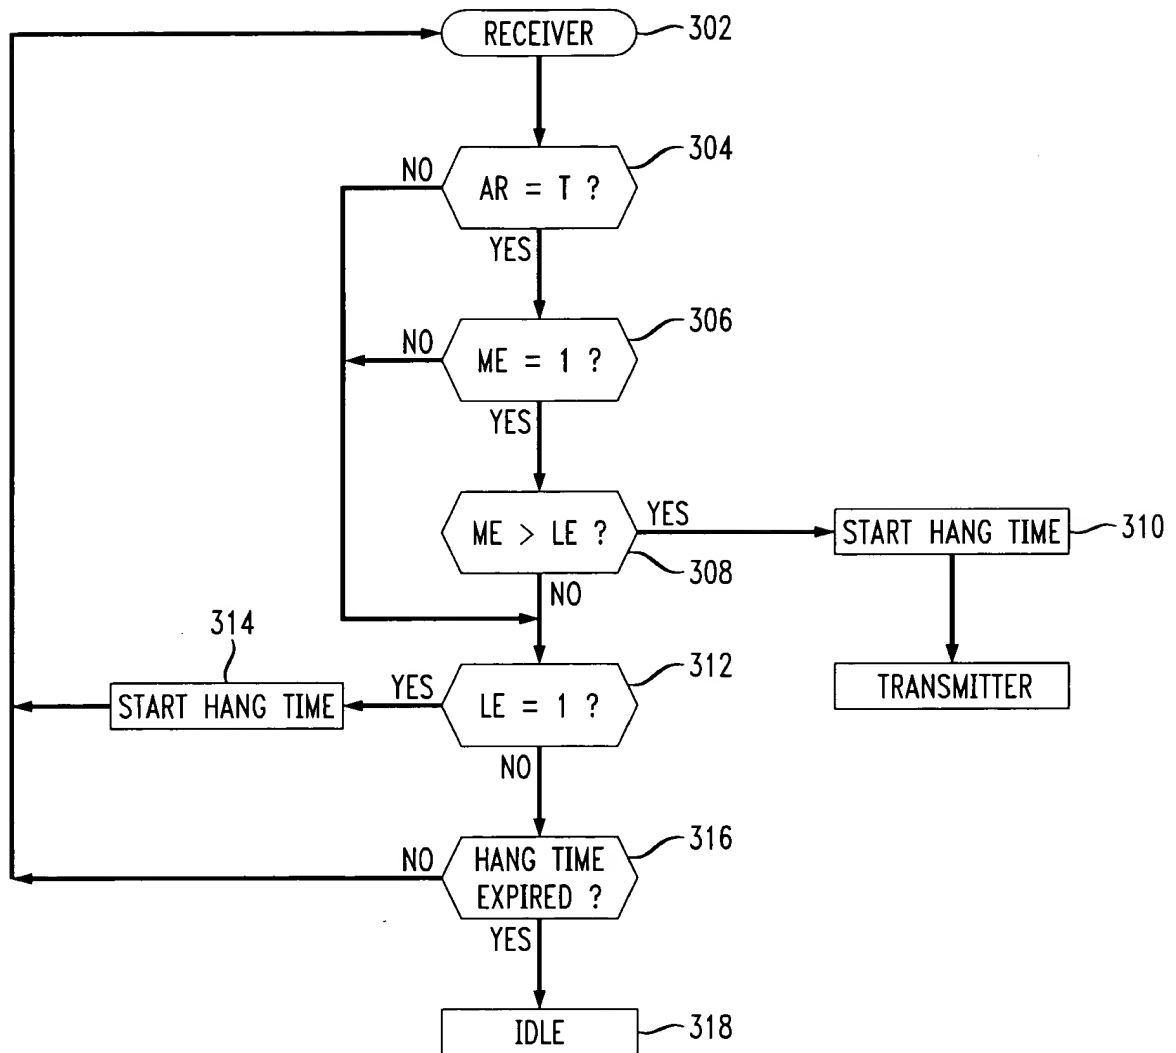 RECEIVER
302
304
NO
AR = T ?
YES
306
NO
ME = 1 ?
YES
ME > LE ?
YES
START HANG TIME
310
308
NO
314
312
START HANG TIME
YES
LE = 1 ?
TRANSMITTER
NO
316
NO
HANG TIME
EXPIRED ?
YES
IDLE
318